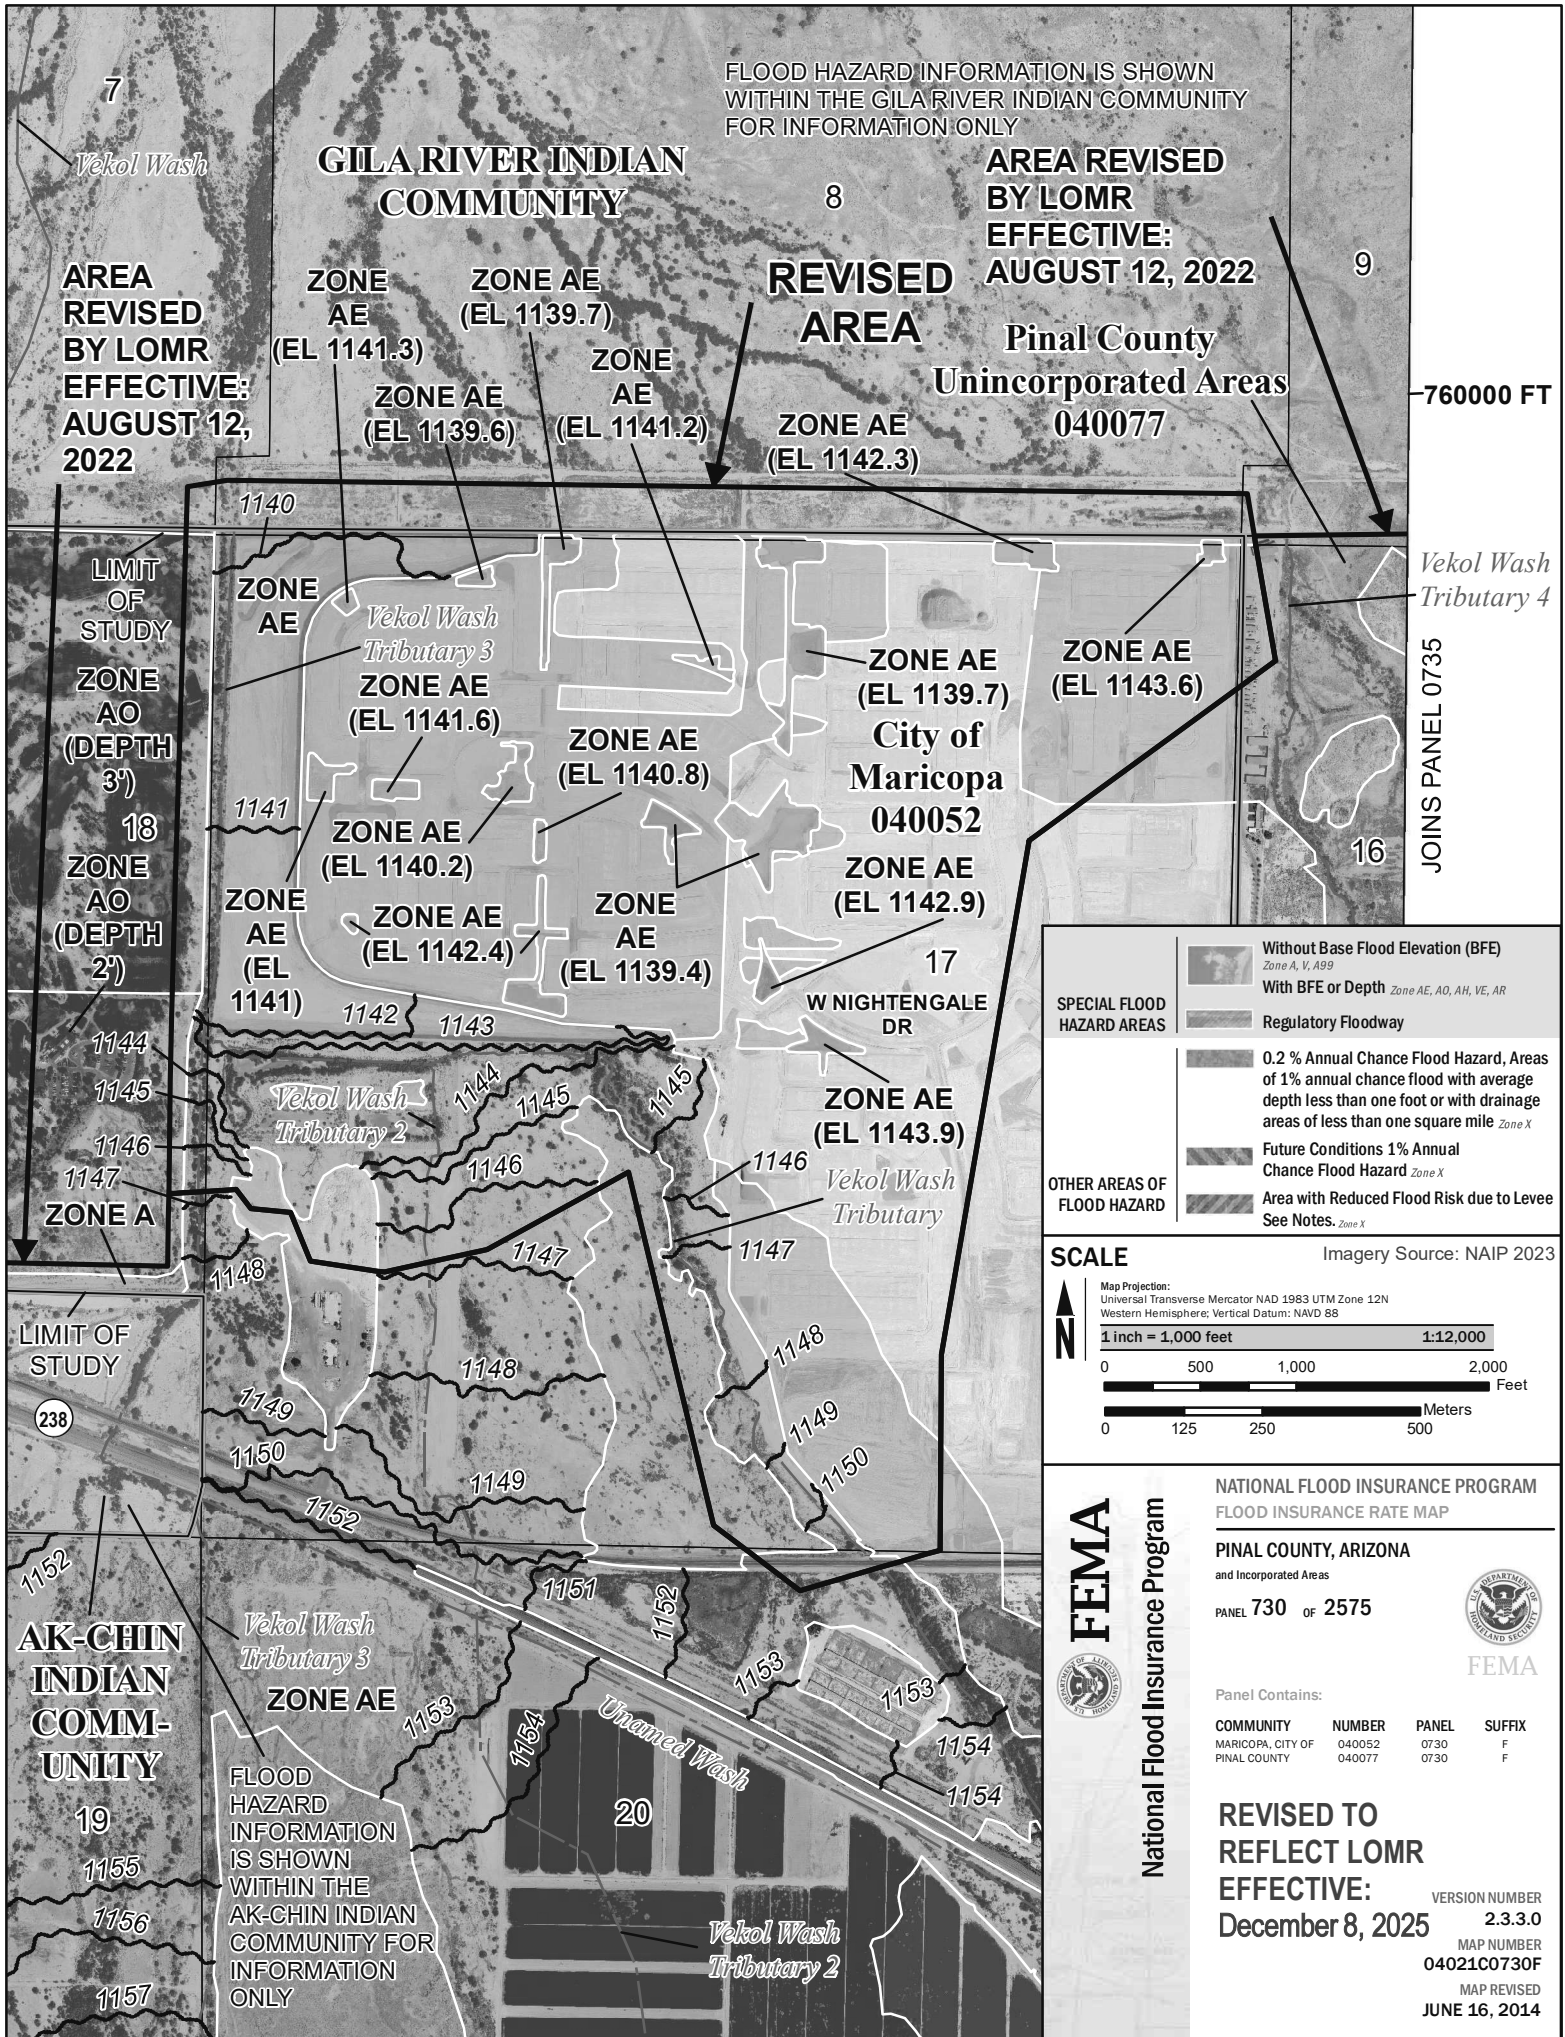 7
Vekol Wash
GILA RIVER INDIAN
COMMUNITY
FLOOD HAZARD INFORMATION IS SHOWN
WITHIN THE GILA RIVER INDIAN COMMUNITY
FOR INFORMATION ONLY
8
AREA REVISED
BY LOMR
EFFECTIVE:
AUGUST 12, 2022
9
AREA
REVISED
BY LOMR
EFFECTIVE:
AUGUST 12,
2022
ZONE
AE
(EL 1141.3)
ZONE AE
(EL 1139.7)
REVISED
AREA
ZONE AE
(EL 1139.6)
ZONE
AE
(EL 1141.2)
Pinal County
Unincorporated Areas
040077
ZONE AE
(EL 1142.3)
760000 FT
1140
LIMIT
OF
STUDY
ZONE
AE
Vekol Wash
Tributary 3
Vekol Wash
Tributary 4
JOINS PANEL 0735
ZONE
AO
(DEPTH
3')
ZONE AE
(EL 1141.6)
ZONE AE
(EL 1139.7)
ZONE AE
(EL 1143.6)
City of
Maricopa
040052
ZONE AE
(EL 1140.8)
1141
18
ZONE AE
(EL 1140.2)
16
ZONE
AO
(DEPTH
2')
ZONE
AE
(EL
1141)
ZONE AE
(EL 1142.4)
ZONE
AE
(EL 1139.4)
ZONE AE
(EL 1142.9)
17
W NIGHTENGALE
DR
1142
1143
1144
1145
1146
1147
ZONE A
Vekol Wash
Tributary 2
1144
1145
1145
1146
ZONE AE
(EL 1143.9)
1146
Vekol Wash
Tributary
1147
1147
1148
LIMIT OF
STUDY
238
1148
1148
1149
1149
1149
1150
1150
1152
1152
1151
1152
AK-CHIN
INDIAN
COMM-
UNITY
19
Vekol Wash
Tributary 3
ZONE AE
1153
1154
Unamed Wash
1153
1153
1154
1154
20
FLOOD
HAZARD
INFORMATION
IS SHOWN
WITHIN THE
AK-CHIN INDIAN
COMMUNITY FOR
INFORMATION
ONLY
1155
1156
1157
Vekol Wash
Tributary 2
SPECIAL FLOOD
HAZARD AREAS
Without Base Flood Elevation (BFE)
Zone A, V, A99
With BFE or Depth Zone AE, AO, AH, VE, AR
Regulatory Floodway
OTHER AREAS OF
FLOOD HAZARD
0.2 % Annual Chance Flood Hazard, Areas
of 1% annual chance flood with average
depth less than one foot or with drainage
areas of less than one square mile Zone X
Future Conditions 1% Annual
Chance Flood Hazard Zone X
Area with Reduced Flood Risk due to Levee
See Notes. Zone X
SCALE
Imagery Source: NAIP 2023
N
Map Projection:
Universal Transverse Mercator NAD 1983 UTM Zone 12N
Western Hemisphere; Vertical Datum: NAVD 88
1 inch = 1,000 feet 1:12,000
0 500 1,000 2,000
Feet
Meters
0 125 250 500
FEMA
National Flood Insurance Program
NATIONAL FLOOD INSURANCE PROGRAM
FLOOD INSURANCE RATE MAP
PINAL COUNTY, ARIZONA
and Incorporated Areas
PANEL 730 OF 2575
U.S. DEPARTMENT OF
HOMELAND SECURITY
FEMA
Panel Contains:
COMMUNITY NUMBER PANEL SUFFIX
MARICOPA, CITY OF 040052 0730 F
PINAL COUNTY 040077 0730 F
REVISED TO
REFLECT LOMR
EFFECTIVE:
December 8, 2025
VERSION NUMBER
2.3.3.0
MAP NUMBER
04021C0730F
MAP REVISED
JUNE 16, 2014